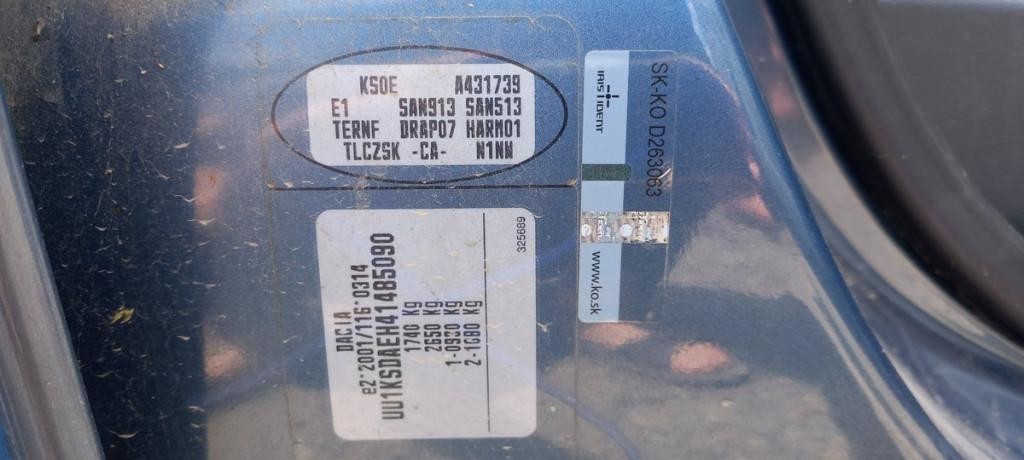 KS0E A431739
E1 SAN913 SAN513
TERNF DRAP07 HARM01
TLCZSK -CA- N1NW
325689
DACIA
e2*2001/116*0314
UU1KSDAEH41485090
1740 Kg
2650 Kg
1-0930 Kg
2-1080 Kg
SK-KO D263063
IRIS IDENT
www.ko.sk